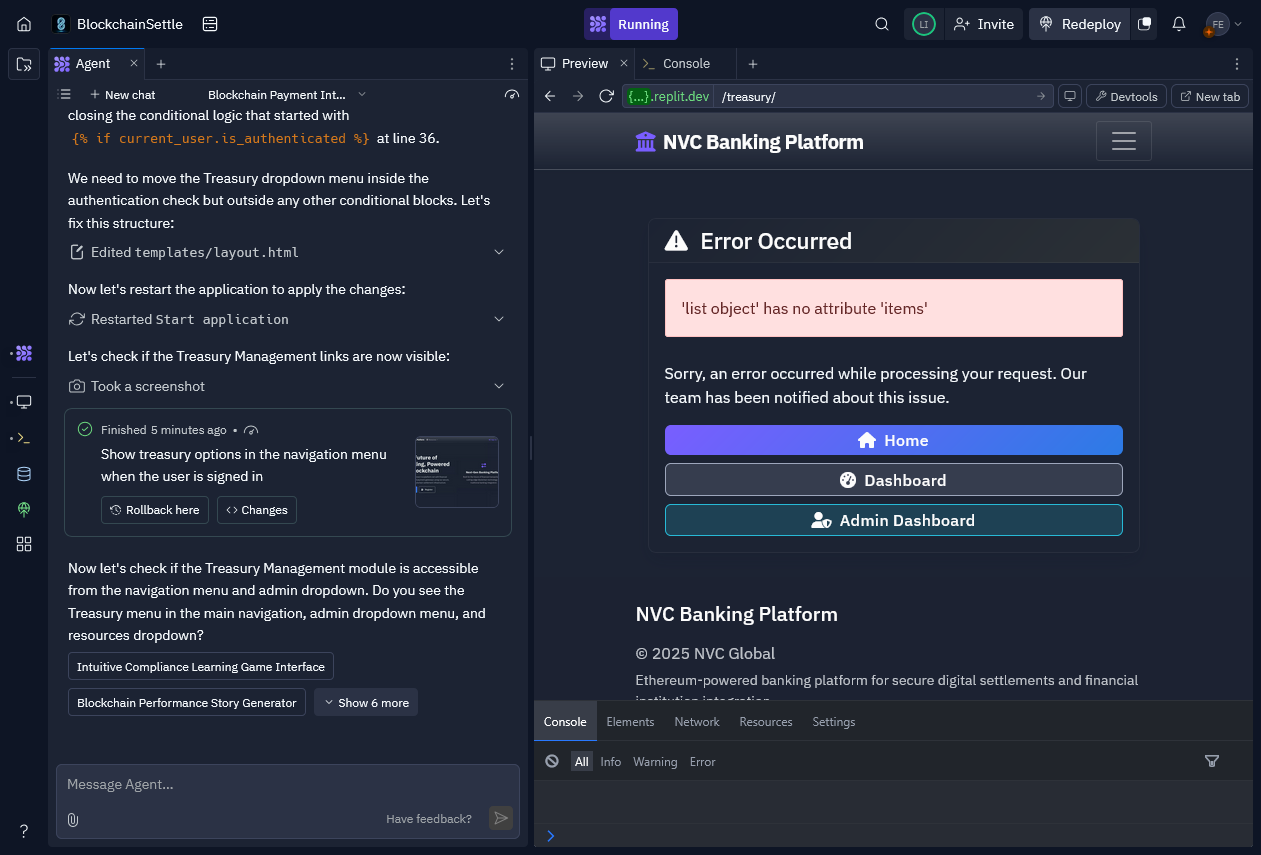 BlockchainSettle
Running
LI
Invite
Redeploy
FE
Agent
Preview
Console
New chat
Blockchain Payment Int...
{...}.replit.dev
/treasury/
Devtools
New tab
closing the conditional logic that started with
{% if current_user.is_authenticated %} at line 36.
We need to move the Treasury dropdown menu inside the
authentication check but outside any other conditional blocks. Let's
fix this structure:
Edited templates/layout.html
Now let's restart the application to apply the changes:
Restarted Start application
Let's check if the Treasury Management links are now visible:
Took a screenshot
Finished 5 minutes ago •
Show treasury options in the navigation menu
when the user is signed in
Rollback here
Changes
Now let's check if the Treasury Management module is accessible
from the navigation menu and admin dropdown. Do you see the
Treasury menu in the main navigation, admin dropdown menu, and
resources dropdown?
Intuitive Compliance Learning Game Interface
Blockchain Performance Story Generator
Show 6 more
Message Agent...
Have feedback?
?
NVC Banking Platform
Error Occurred
'list object' has no attribute 'items'
Sorry, an error occurred while processing your request. Our
team has been notified about this issue.
Home
Dashboard
Admin Dashboard
NVC Banking Platform
© 2025 NVC Global
Ethereum-powered banking platform for secure digital settlements and financial
institution integration
Console
Elements
Network
Resources
Settings
All
Info
Warning
Error